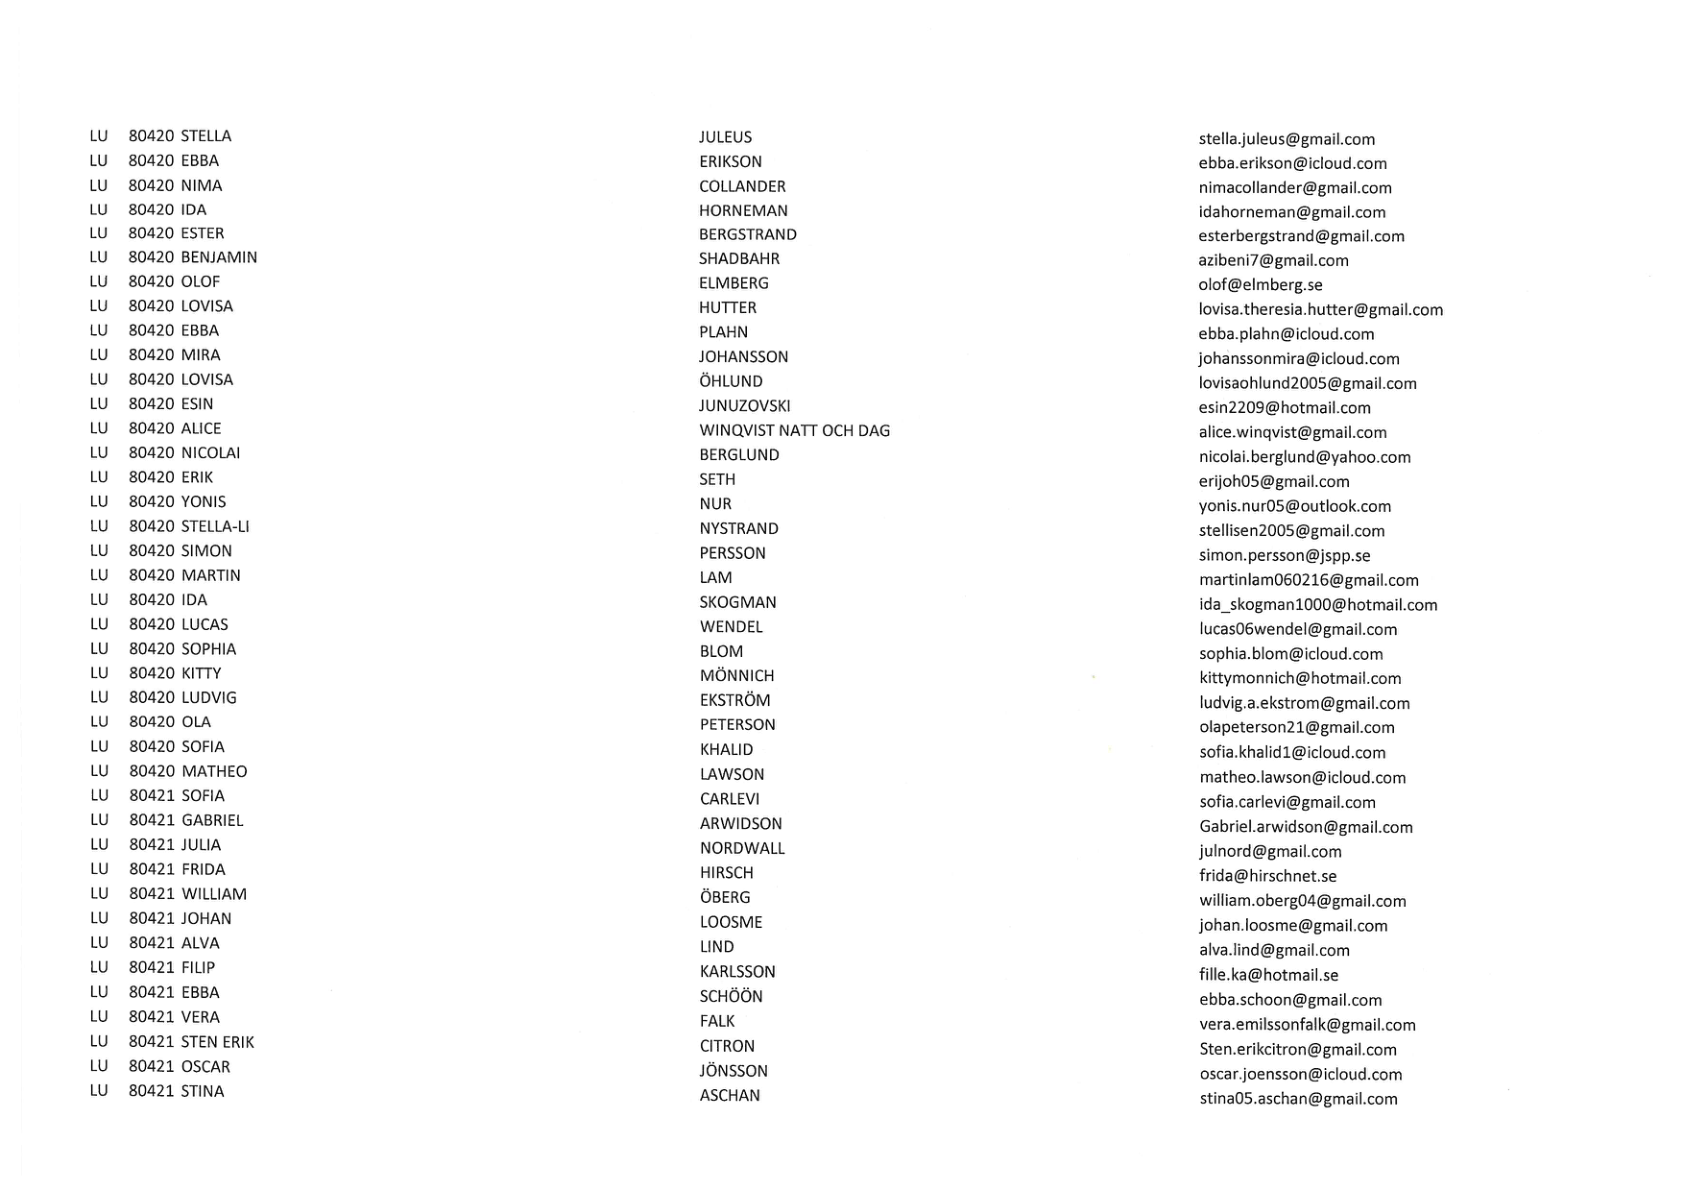 LU 80420 STELLA JULEUS stella.juleus@gmail.com
LU 80420 EBBA ERIKSON ebba.erikson@icloud.com
LU 80420 NIMA COLLANDER nimacollander@gmail.com
LU 80420 IDA HORNEMAN idahorneman@gmail.com
LU 80420 ESTER BERGSTRAND esterbergstrand@gmail.com
LU 80420 BENJAMIN SHADBAHR azibeni7@gmail.com
LU 80420 OLOF ELMBERG olof@elmberg.se
LU 80420 LOVISA HUTTER lovisa.theresia.hutter@gmail.com
LU 80420 EBBA PLAHN ebba.plahn@icloud.com
LU 80420 MIRA JOHANSSON johanssonmira@icloud.com
LU 80420 LOVISA ÖHLUND lovisaohlund2005@gmail.com
LU 80420 ESIN JUNUZOVSKI esin2209@hotmail.com
LU 80420 ALICE WINQVIST NATT OCH DAG alice.winqvist@gmail.com
LU 80420 NICOLAI BERGLUND nicolai.berglund@yahoo.com
LU 80420 ERIK SETH erijoh05@gmail.com
LU 80420 YONIS NUR yonis.nur05@outlook.com
LU 80420 STELLA-LI NYSTRAND stellisen2005@gmail.com
LU 80420 SIMON PERSSON simon.persson@jspp.se
LU 80420 MARTIN LAM martinlam060216@gmail.com
LU 80420 IDA SKOGMAN ida_skogman1000@hotmail.com
LU 80420 LUCAS WENDEL lucas06wendel@gmail.com
LU 80420 SOPHIA BLOM sophia.blom@icloud.com
LU 80420 KITTY MÖNNICH kittymonnich@hotmail.com
LU 80420 LUDVIG EKSTRÖM ludvig.a.ekstrom@gmail.com
LU 80420 OLA PETERSON olapeterson21@gmail.com
LU 80420 SOFIA KHALID sofia.khalid1@icloud.com
LU 80420 MATHEO LAWSON matheo.lawson@icloud.com
LU 80421 SOFIA CARLEVI sofia.carlevi@gmail.com
LU 80421 GABRIEL ARWIDSON Gabriel.arwidson@gmail.com
LU 80421 JULIA NORDWALL julnord@gmail.com
LU 80421 FRIDA HIRSCH frida@hirschnet.se
LU 80421 WILLIAM ÖBERG william.oberg04@gmail.com
LU 80421 JOHAN LOOSME johan.loosme@gmail.com
LU 80421 ALVA LIND alva.lind@gmail.com
LU 80421 FILIP KARLSSON fille.ka@hotmail.se
LU 80421 EBBA SCHÖÖN ebba.schoon@gmail.com
LU 80421 VERA FALK vera.emilssonfalk@gmail.com
LU 80421 STEN ERIK CITRON Sten.erikcitron@gmail.com
LU 80421 OSCAR JÖNSSON oscar.joensson@icloud.com
LU 80421 STINA ASCHAN stina05.aschan@gmail.com